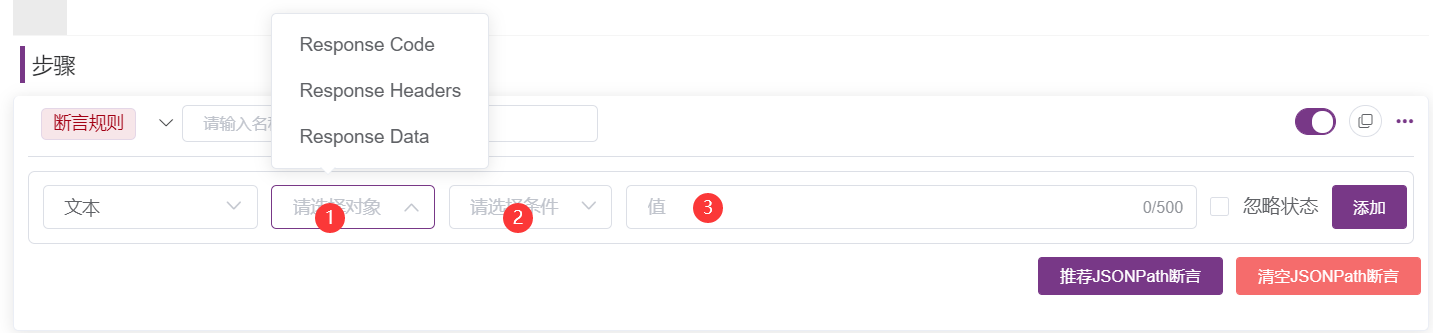 Response Code
Response Headers
Response Data
步骤
断言规则 请输入名
文本 请选择对象 1 请选择条件 2 值 3 0/500 忽略状态 添加
推荐JSONPath断言 清空JSONPath断言